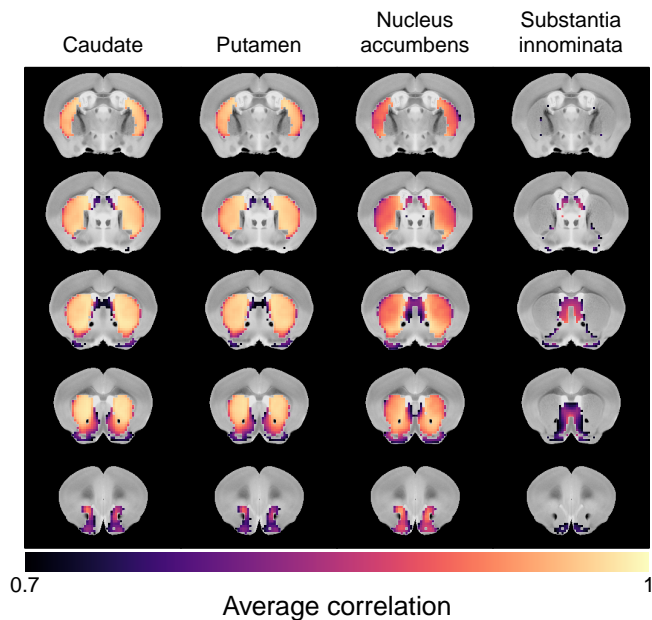 Caudate
Putamen
Nucleus
accumbens
Substantia
innominata
0.7
1
Average correlation